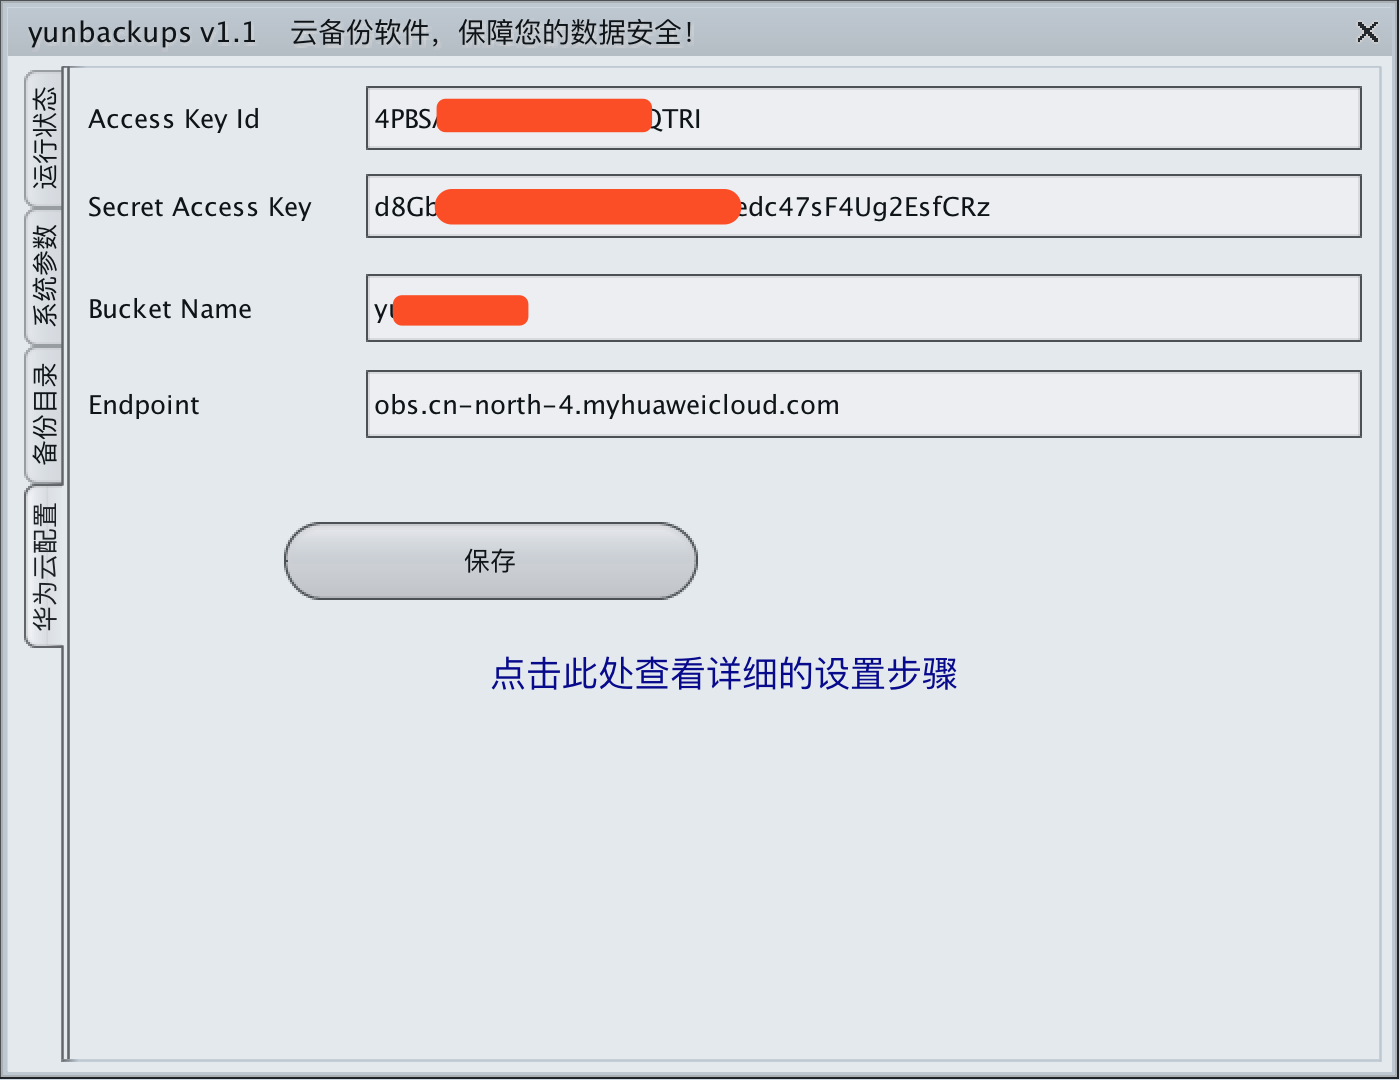 yunbackups v1.1 云备份软件，保障您的数据安全！
运行状态
系统参数
备份目录
华为云配置
Access Key Id
4PBS QTRI
Secret Access Key
d8Gb edc47sF4Ug2EsfCRz
Bucket Name
y
Endpoint
obs.cn-north-4.myhuaweicloud.com
保存
点击此处查看详细的设置步骤